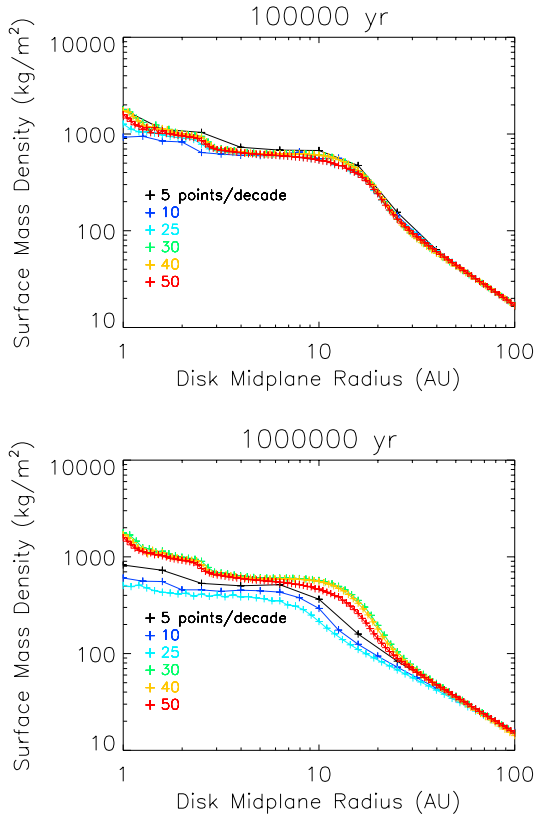 100000 yr
Surface Mass Density (kg/m²)
10000
1000
100
10
+ 5 points/decade
+ 10
+ 25
+ 30
+ 40
+ 50
1 10 100
Disk Midplane Radius (AU)
1000000 yr
Surface Mass Density (kg/m²)
10000
1000
100
10
+ 5 points/decade
+ 10
+ 25
+ 30
+ 40
+ 50
1 10 100
Disk Midplane Radius (AU)